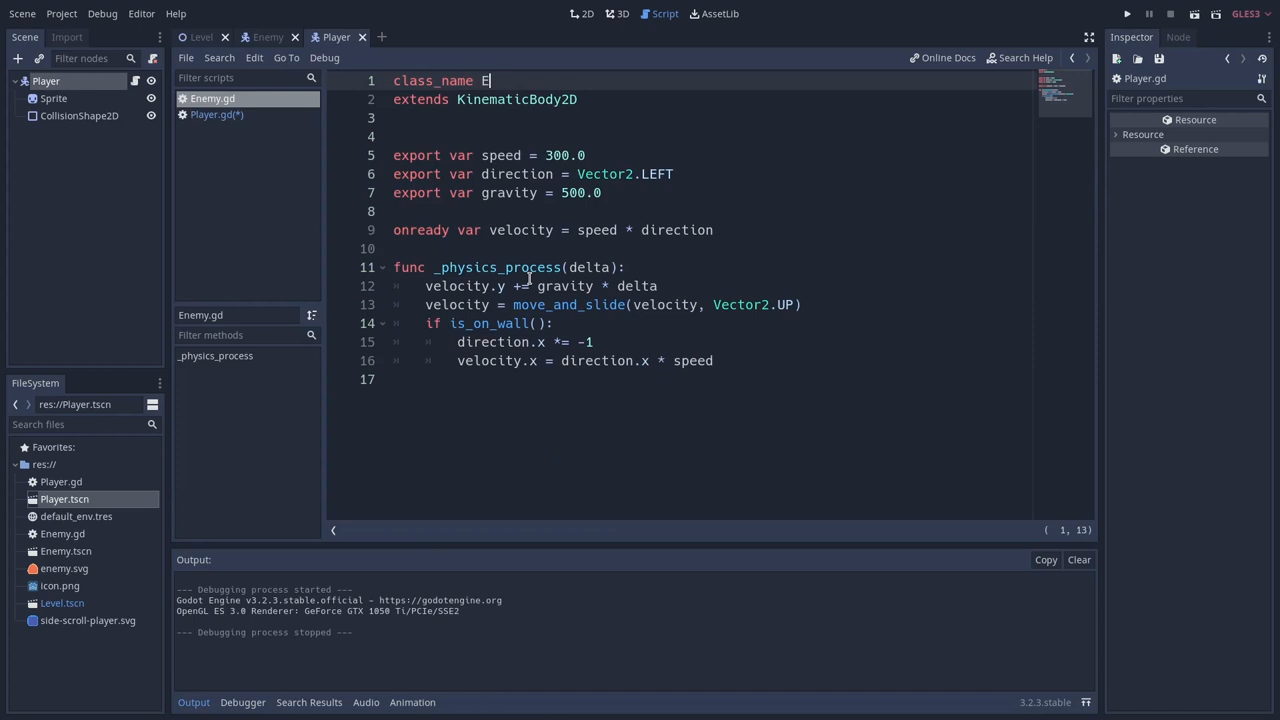 Scene Project Debug Editor Help
2D 3D Script AssetLib
GLES3
Scene Import
Filter nodes
Player
Sprite
CollisionShape2D
FileSystem
res://Player.tscn
Search files
Favorites:
res://
Player.gd
Player.tscn
default_env.tres
Enemy.gd
Enemy.tscn
enemy.svg
icon.png
Level.tscn
side-scroll-player.svg
Level Enemy Player
File Search Edit Go To Debug
Online Docs Search Help
Filter scripts
Enemy.gd
Player.gd(*)
Enemy.gd
Filter methods
_physics_process
1 class_name E
2 extends KinematicBody2D
3
4
5 export var speed = 300.0
6 export var direction = Vector2.LEFT
7 export var gravity = 500.0
8
9 onready var velocity = speed * direction
10
11 func _physics_process(delta):
12 velocity.y += gravity * delta
13 velocity = move_and_slide(velocity, Vector2.UP)
14 if is_on_wall():
15 direction.x *= -1
16 velocity.x = direction.x * speed
17
( 1, 13)
Output:
Copy Clear
--- Debugging process started ---
Godot Engine v3.2.3.stable.official - https://godotengine.org
OpenGL ES 3.0 Renderer: GeForce GTX 1050 Ti/PCIe/SSE2
--- Debugging process stopped ---
Output Debugger Search Results Audio Animation
3.2.3.stable
Inspector Node
Player.gd
Filter properties
Resource
Resource
Reference